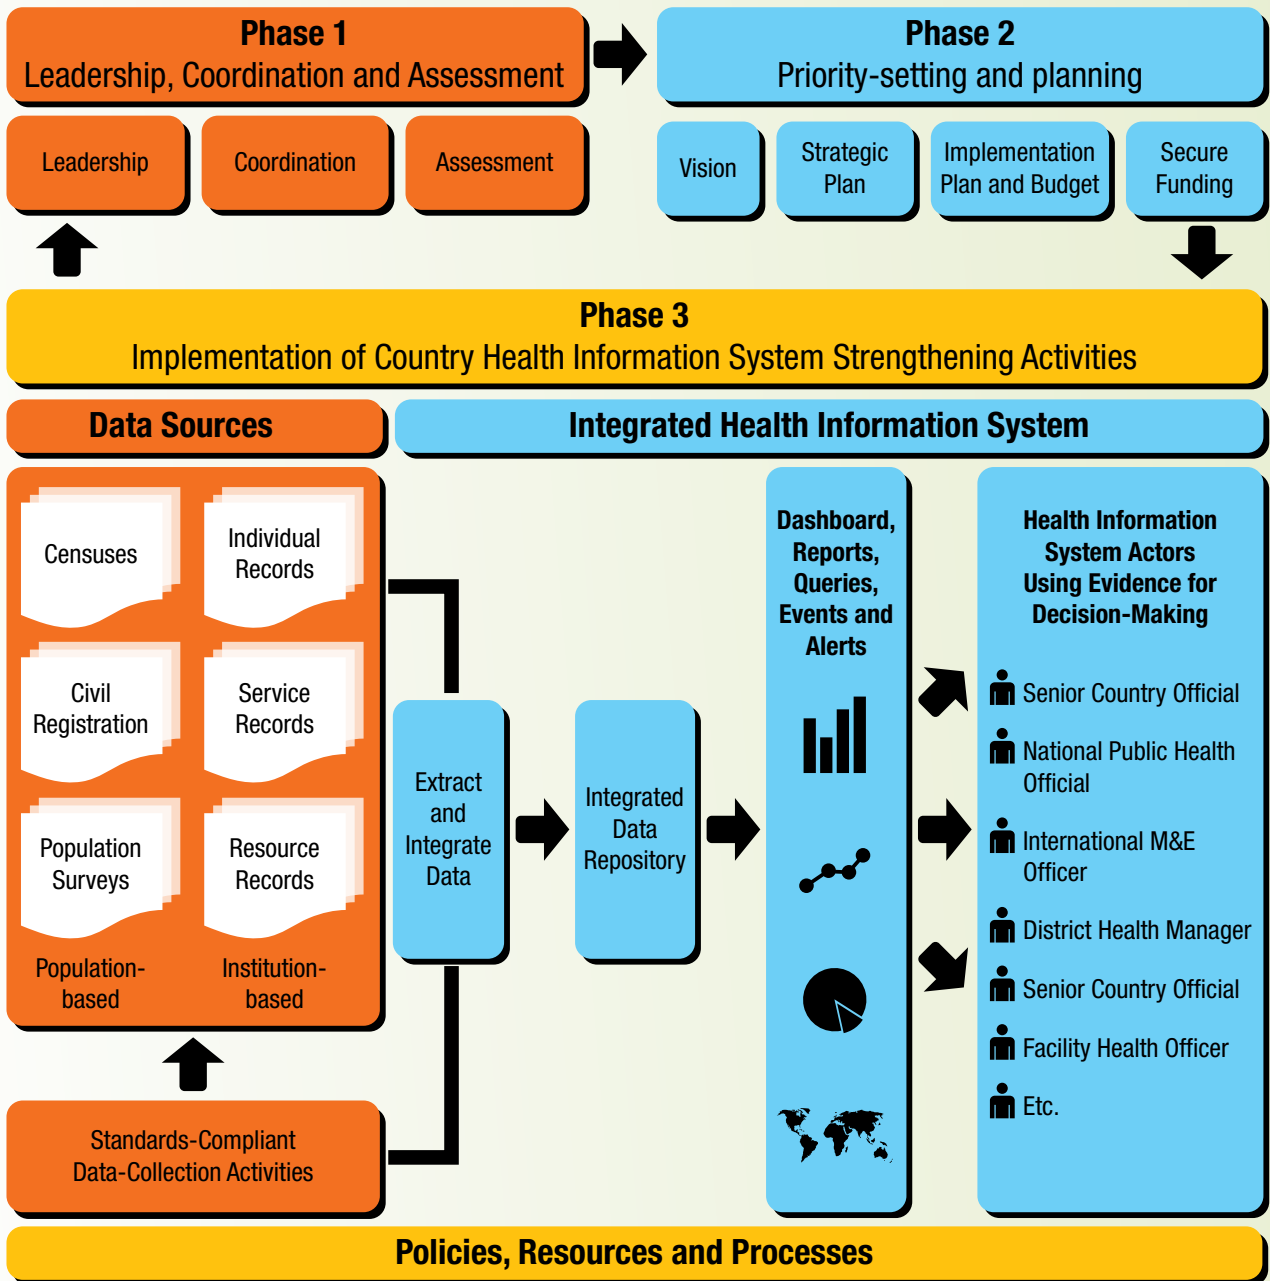 Phase 1
Leadership, Coordination and Assessment
Phase 2
Priority-setting and planning
Leadership
Coordination
Assessment
Vision
Strategic
Plan
Implementation
Plan and Budget
Secure
Funding
Phase 3
Implementation of Country Health Information System Strengthening Activities
Data Sources
Integrated Health Information System
Censuses
Individual
Records
Civil
Registration
Service
Records
Population
Surveys
Resource
Records
Population-
based
Institution-
based
Standards-Compliant
Data-Collection Activities
Extract
and
Integrate
Data
Integrated
Data
Repository
Dashboard,
Reports,
Queries,
Events and
Alerts
Health Information
System Actors
Using Evidence for
Decision-Making
Senior Country Official
National Public Health
Official
International M&E
Officer
District Health Manager
Senior Country Official
Facility Health Officer
Etc.
Policies, Resources and Processes